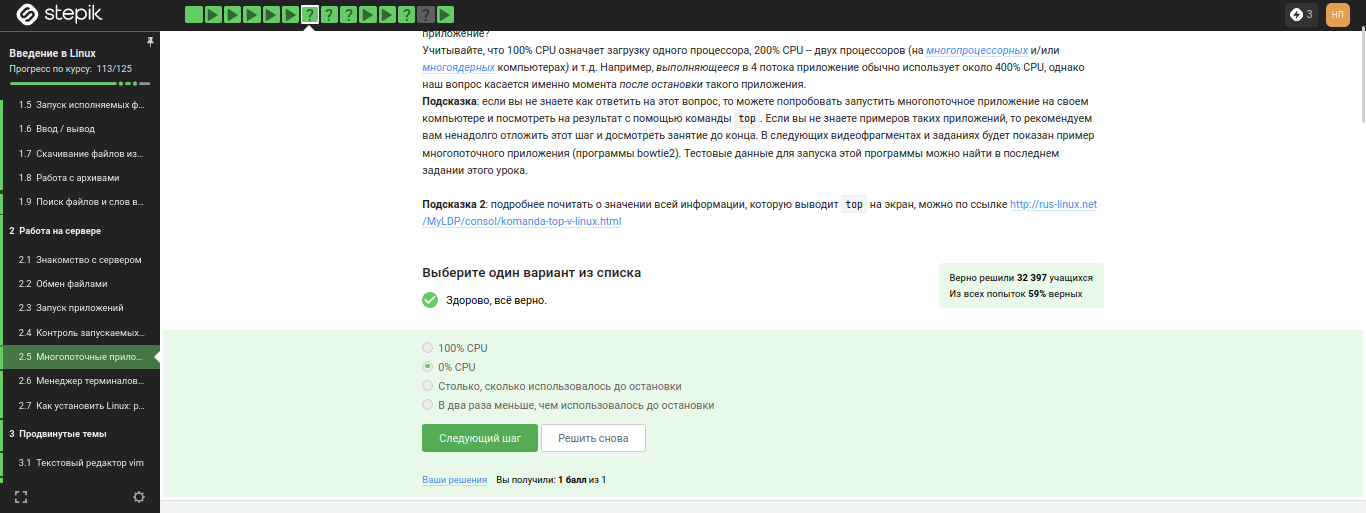 stepik
? ? ? ? ?
3
НП
Введение в Linux
Прогресс по курсу: 113/125
1.5 Запуск исполняемых ф...
1.6 Ввод / вывод
1.7 Скачивание файлов из...
1.8 Работа с архивами
1.9 Поиск файлов и слов в...
2 Работа на сервере
2.1 Знакомство с сервером
2.2 Обмен файлами
2.3 Запуск приложений
2.4 Контроль запускаемых...
2.5 Многопоточные прило...
2.6 Менеджер терминалов...
2.7 Как установить Linux: р...
3 Продвинутые темы
3.1 Текстовый редактор vim
приложение?
Учитывайте, что 100% CPU означает загрузку одного процессора, 200% CPU -- двух процессоров (на многопроцессорных и/или
многоядерных компьютерах) и т.д. Например, выполняющееся в 4 потока приложение обычно использует около 400% CPU, однако
наш вопрос касается именно момента после остановки такого приложения.
Подсказка: если вы не знаете как ответить на этот вопрос, то можете попробовать запустить многопоточное приложение на своем
компьютере и посмотреть на результат с помощью команды top. Если вы не знаете примеров таких приложений, то рекомендуем
вам ненадолго отложить этот шаг и досмотреть занятие до конца. В следующих видеофрагментах и заданиях будет показан пример
многопоточного приложения (программы bowtie2). Тестовые данные для запуска этой программы можно найти в последнем
задании этого урока.
Подсказка 2: подробнее почитать о значении всей информации, которую выводит top на экран, можно по ссылке http://rus-linux.net
/MyLDP/consol/komanda-top-v-linux.html
Выберите один вариант из списка
Здорово, всё верно.
Верно решили 32 397 учащихся
Из всех попыток 59% верных
100% CPU
0% CPU
Столько, сколько использовалось до остановки
В два раза меньше, чем использовалось до остановки
Следующий шаг
Решить снова
Ваши решения Вы получили: 1 балл из 1